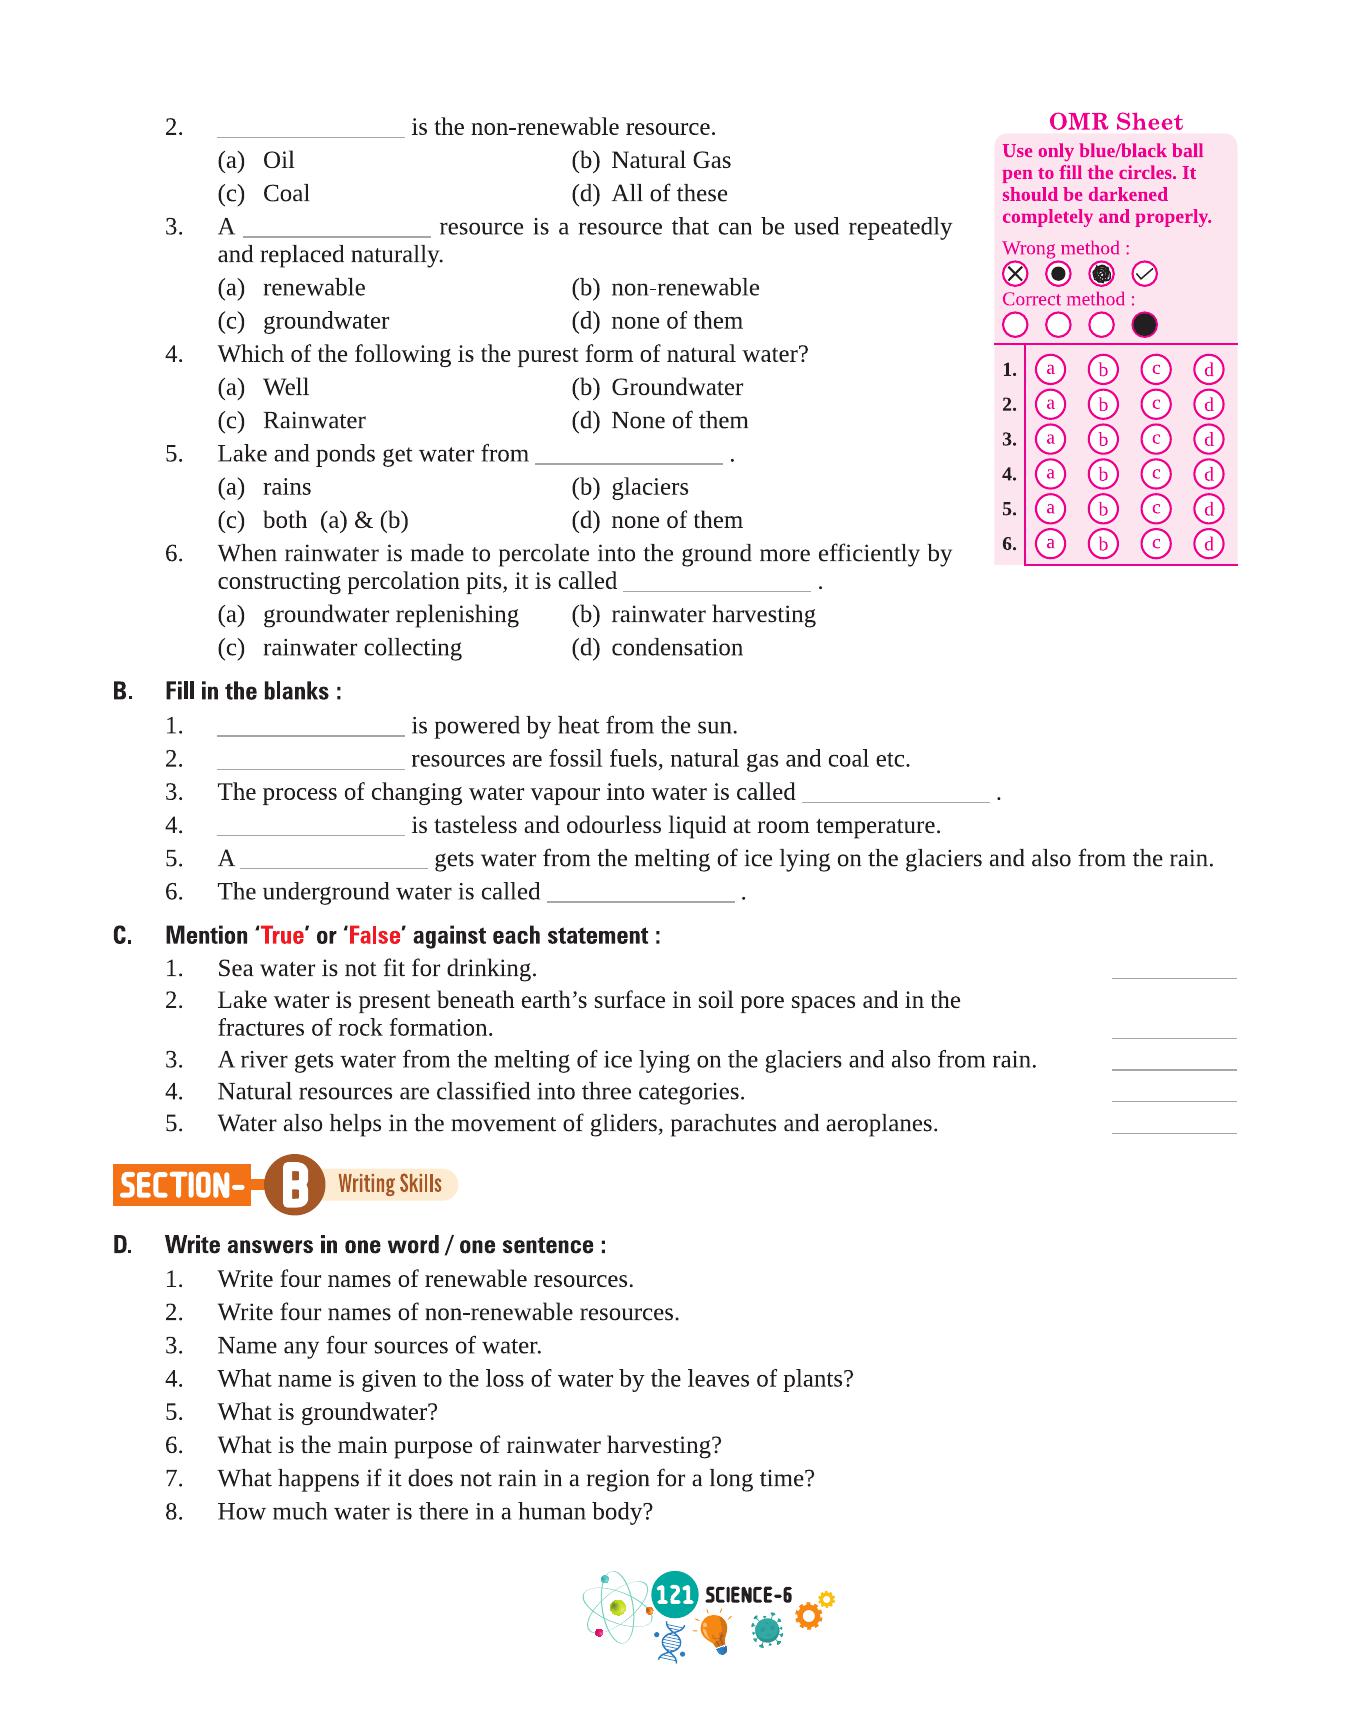 2. ______________ is the non-renewable resource.
(a) Oil (b) Natural Gas
(c) Coal (d) All of these
3. A ______________ resource is a resource that can be used repeatedly
and replaced naturally.
(a) renewable (b) non-renewable
(c) groundwater (d) none of them
4. Which of the following is the purest form of natural water?
(a) Well (b) Groundwater
(c) Rainwater (d) None of them
5. Lake and ponds get water from ______________ .
(a) rains (b) glaciers
(c) both (a) & (b) (d) none of them
6. When rainwater is made to percolate into the ground more efficiently by
constructing percolation pits, it is called ______________ .
(a) groundwater replenishing (b) rainwater harvesting
(c) rainwater collecting (d) condensation
OMR Sheet
Use only blue/black ball
pen to fill the circles. It
should be darkened
completely and properly.
Wrong method :
Correct method :
1. a b c d
2. a b c d
3. a b c d
4. a b c d
5. a b c d
6. a b c d
B. Fill in the blanks :
1. ______________ is powered by heat from the sun.
2. ______________ resources are fossil fuels, natural gas and coal etc.
3. The process of changing water vapour into water is called ______________ .
4. ______________ is tasteless and odourless liquid at room temperature.
5. A ______________ gets water from the melting of ice lying on the glaciers and also from the rain.
6. The underground water is called ______________ .
C. Mention ‘True’ or ‘False’ against each statement :
1. Sea water is not fit for drinking. __________
2. Lake water is present beneath earth’s surface in soil pore spaces and in the
fractures of rock formation. __________
3. A river gets water from the melting of ice lying on the glaciers and also from rain. __________
4. Natural resources are classified into three categories. __________
5. Water also helps in the movement of gliders, parachutes and aeroplanes. __________
SECTION- B Writing Skills
D. Write answers in one word / one sentence :
1. Write four names of renewable resources.
2. Write four names of non-renewable resources.
3. Name any four sources of water.
4. What name is given to the loss of water by the leaves of plants?
5. What is groundwater?
6. What is the main purpose of rainwater harvesting?
7. What happens if it does not rain in a region for a long time?
8. How much water is there in a human body?
121 SCIENCE-6